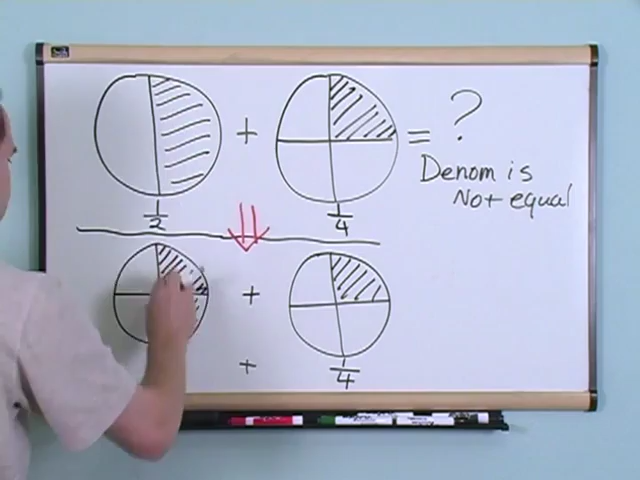 + = ?
Denom is
Not equal
1/2 1/4
+
+ 1/4